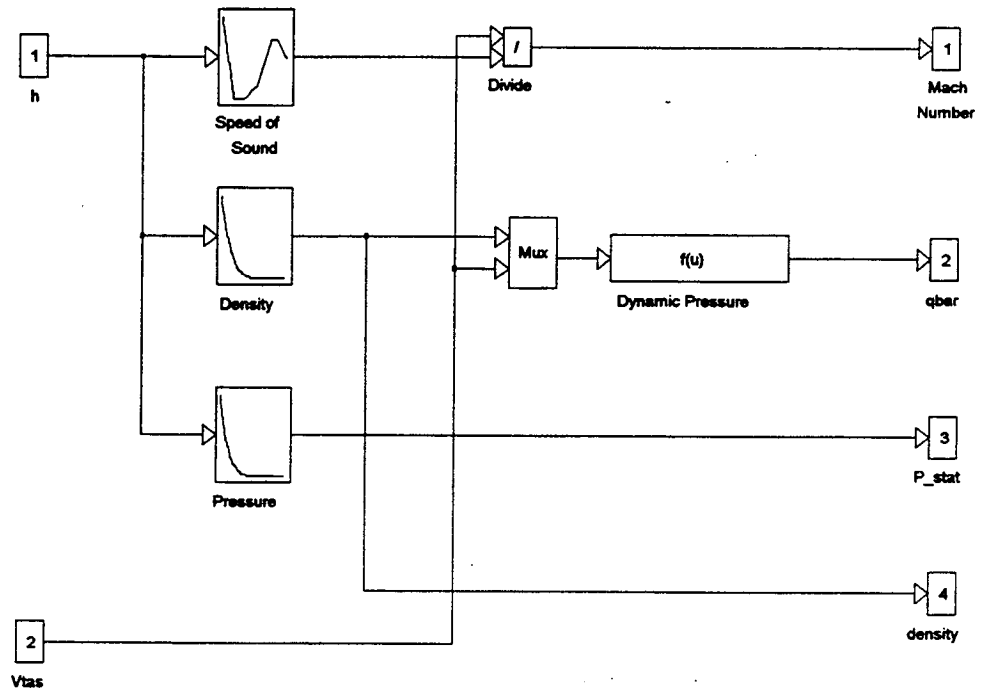 1
h
Speed of
Sound
/
Divide
1
Mach
Number
Density
Mux
f(u)
Dynamic Pressure
2
qbar
Pressure
3
P_stat
4
density
2
Vtas